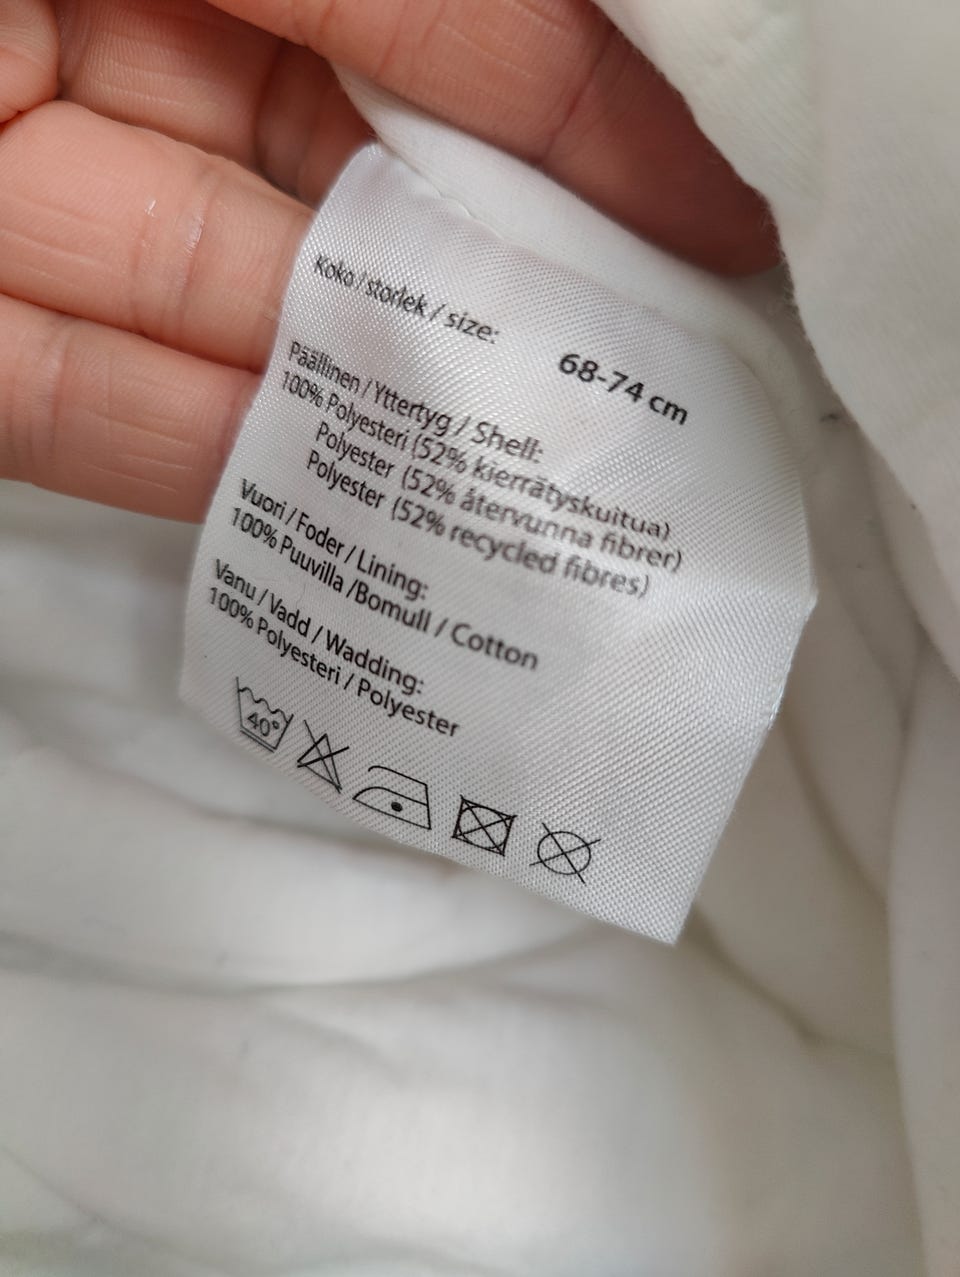 Koko / storlek / size:
68-74 cm
Päällinen / Yttertyg / Shell:
100% Polyesteri (52% kierrätyskuitua)
Polyester (52% återvunna fibrer)
Polyester (52% recycled fibres)
Vuori / Foder / Lining:
100% Puuvilla /Bomull / Cotton
Vanu / Vadd / Wadding:
100% Polyesteri / Polyester
40°